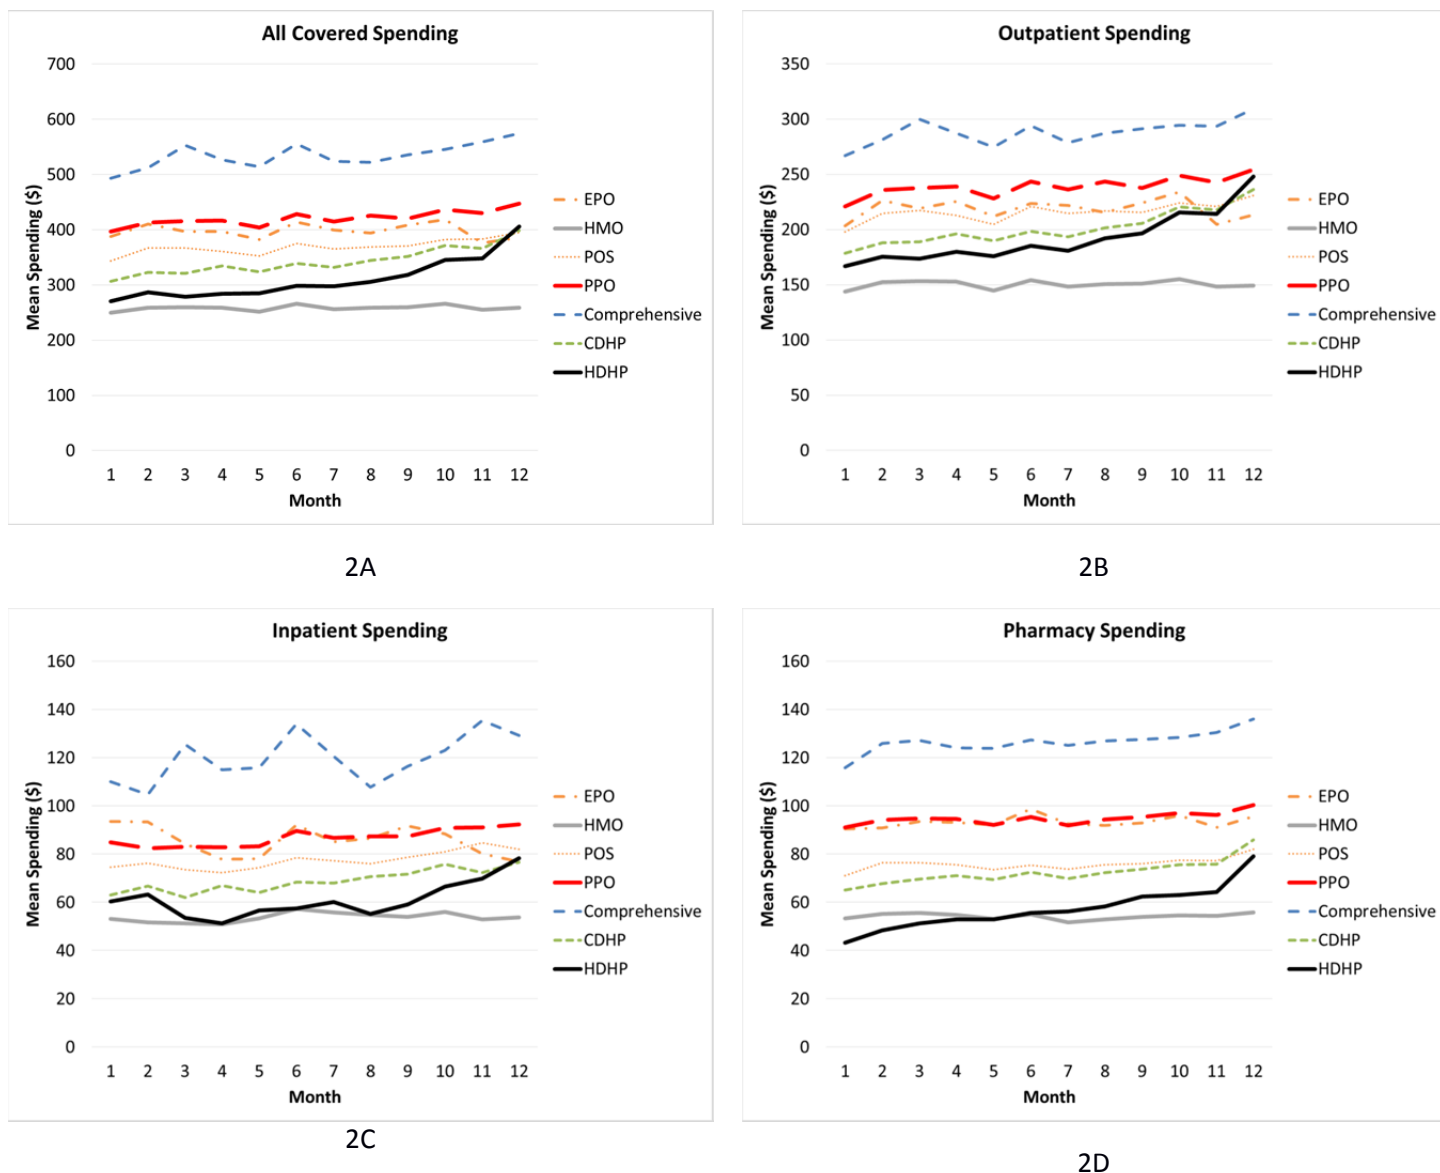 All Covered Spending
700
600
500
400
300
200
100
0
Mean Spending ($)
1 2 3 4 5 6 7 8 9 10 11 12
Month
EPO
HMO
POS
PPO
Comprehensive
CDHP
HDHP
2A
Outpatient Spending
350
300
250
200
150
100
50
0
Mean Spending ($)
1 2 3 4 5 6 7 8 9 10 11 12
Month
EPO
HMO
POS
PPO
Comprehensive
CDHP
HDHP
2B
Inpatient Spending
160
140
120
100
80
60
40
20
0
Mean Spending ($)
1 2 3 4 5 6 7 8 9 10 11 12
Month
EPO
HMO
POS
PPO
Comprehensive
CDHP
HDHP
2C
Pharmacy Spending
160
140
120
100
80
60
40
20
0
Mean Spending ($)
1 2 3 4 5 6 7 8 9 10 11 12
Month
EPO
HMO
POS
PPO
Comprehensive
CDHP
HDHP
2D